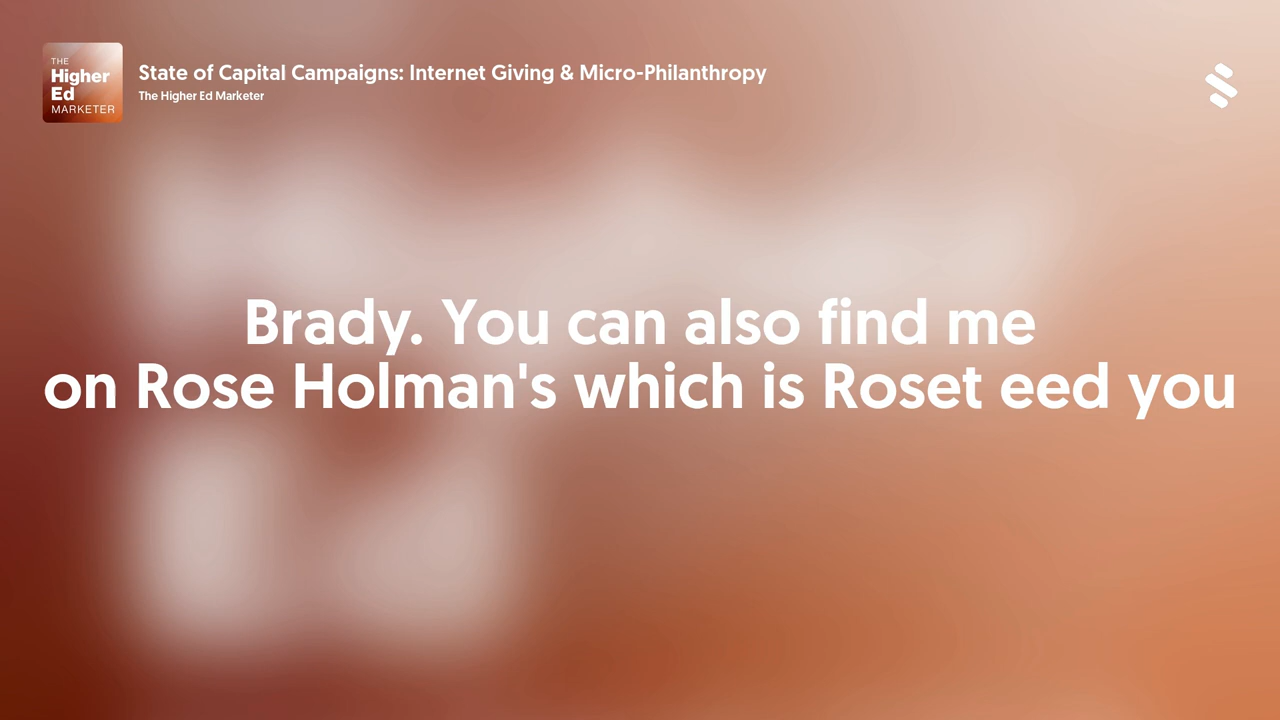 THE
Higher
Ed
MARKETER
State of Capital Campaigns: Internet Giving & Micro-Philanthropy
The Higher Ed Marketer
Brady. You can also find me
on Rose Holman's which is Roset eed you